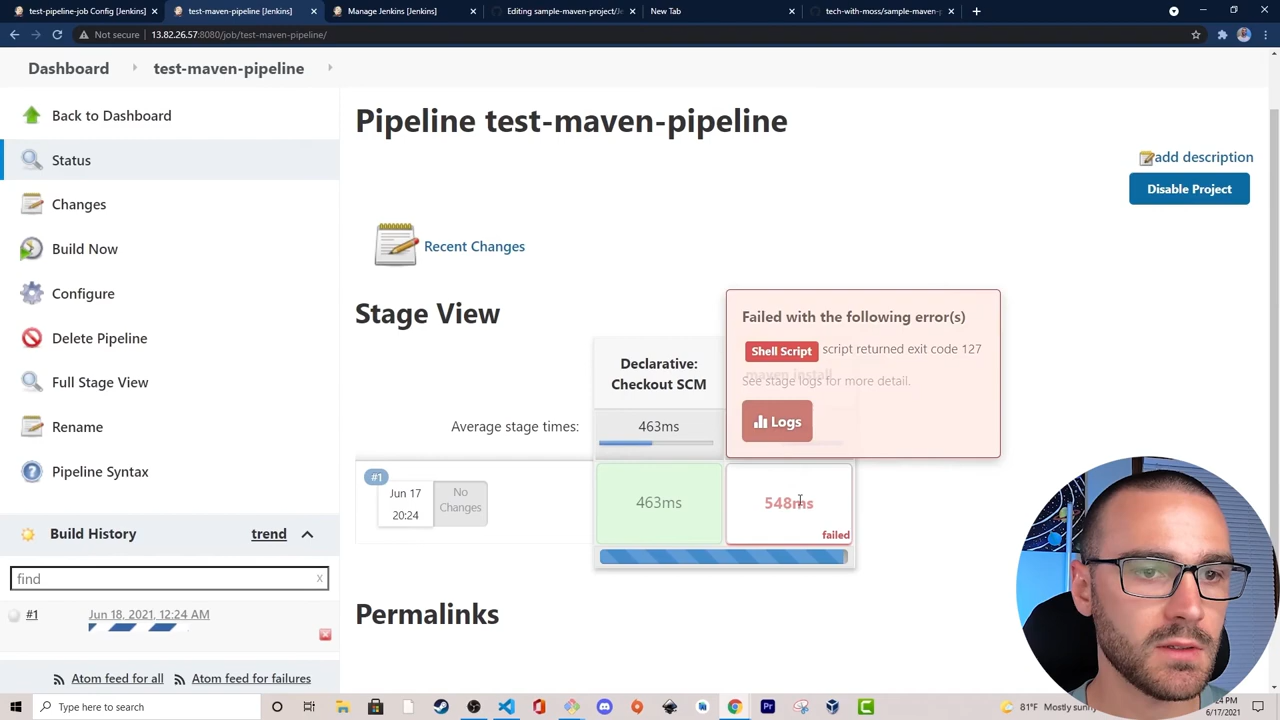 test-pipeline-job Config [Jenkins]
test-maven-pipeline [Jenkins]
Manage Jenkins [Jenkins]
Editing sample-maven-project/Je
New Tab
tech-with-moss/sample-maven-p
Not secure | 13.82.26.57:8080/job/test-maven-pipeline/
Dashboard
test-maven-pipeline
Back to Dashboard
Status
Changes
Build Now
Configure
Delete Pipeline
Full Stage View
Rename
Pipeline Syntax
Build History
trend
find
x
#1
Jun 18, 2021, 12:24 AM
Atom feed for all
Atom feed for failures
Pipeline test-maven-pipeline
add description
Disable Project
Recent Changes
Stage View
Declarative:
Checkout SCM
maven install
Average stage times:
463ms
Failed with the following error(s)
Shell Script script returned exit code 127
See stage logs for more detail.
Logs
#1
Jun 17
20:24
No
Changes
463ms
548ms
failed
Permalinks
Type here to search
81°F Mostly sunny
6/17/2021